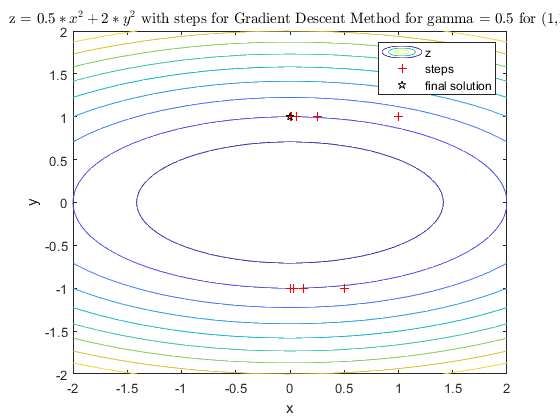 z = 0.5 * x² + 2 * y² with steps for Gradient Descent Method for gamma = 0.5 for (1,
z
steps
final solution
2
1.5
1
0.5
0
-0.5
-1
-1.5
-2
y
-2 -1.5 -1 -0.5 0 0.5 1 1.5 2
x